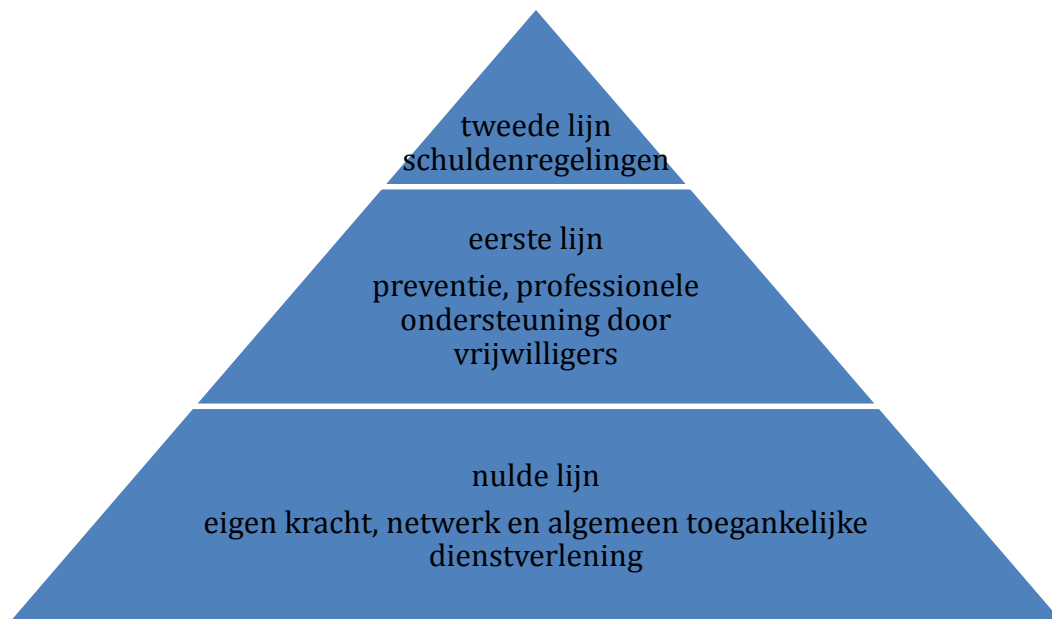 tweede lijn
schuldenregelingen
eerste lijn
preventie, professionele
ondersteuning door
vrijwilligers
nulde lijn
eigen kracht, netwerk en algemeen toegankelijke
dienstverlening